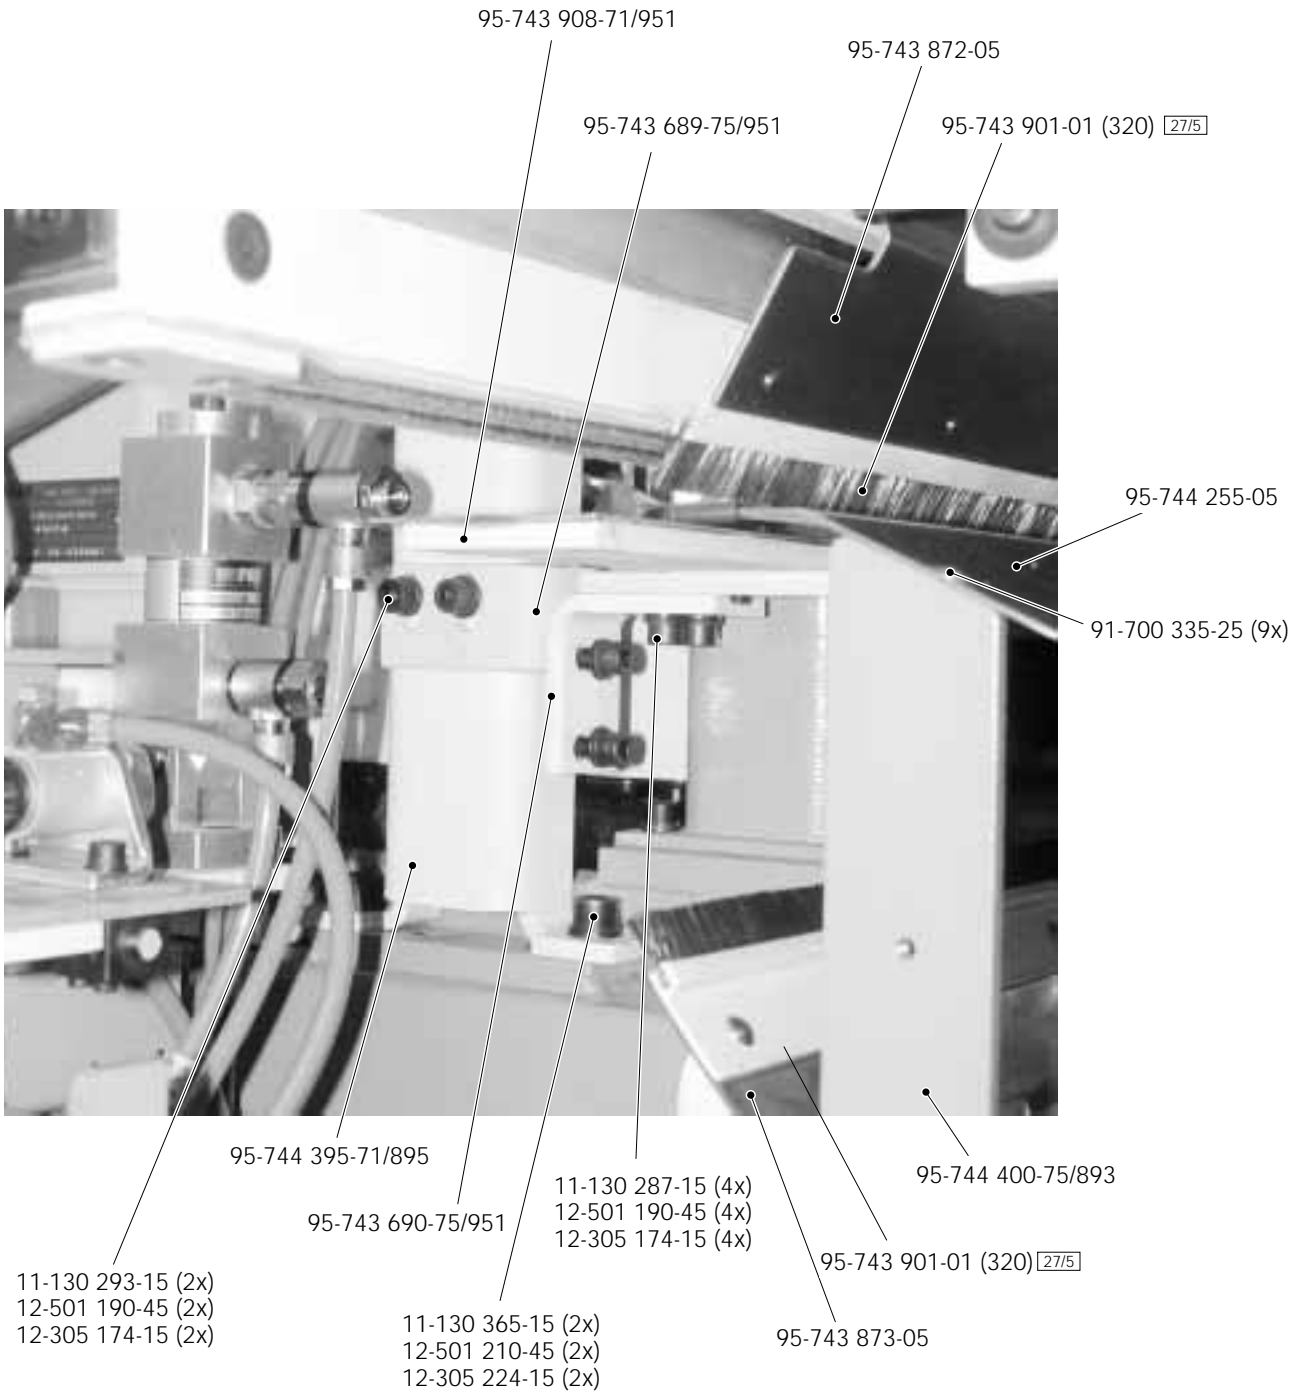 95-743 908-71/951
95-743 872-05
95-743 689-75/951
95-743 901-01 (320) 27/5
95-744 255-05
91-700 335-25 (9x)
95-744 395-71/895
95-744 400-75/893
11-130 287-15 (4x)
12-501 190-45 (4x)
12-305 174-15 (4x)
95-743 690-75/951
95-743 901-01 (320) 27/5
11-130 293-15 (2x)
12-501 190-45 (2x)
12-305 174-15 (2x)
11-130 365-15 (2x)
12-501 210-45 (2x)
12-305 224-15 (2x)
95-743 873-05